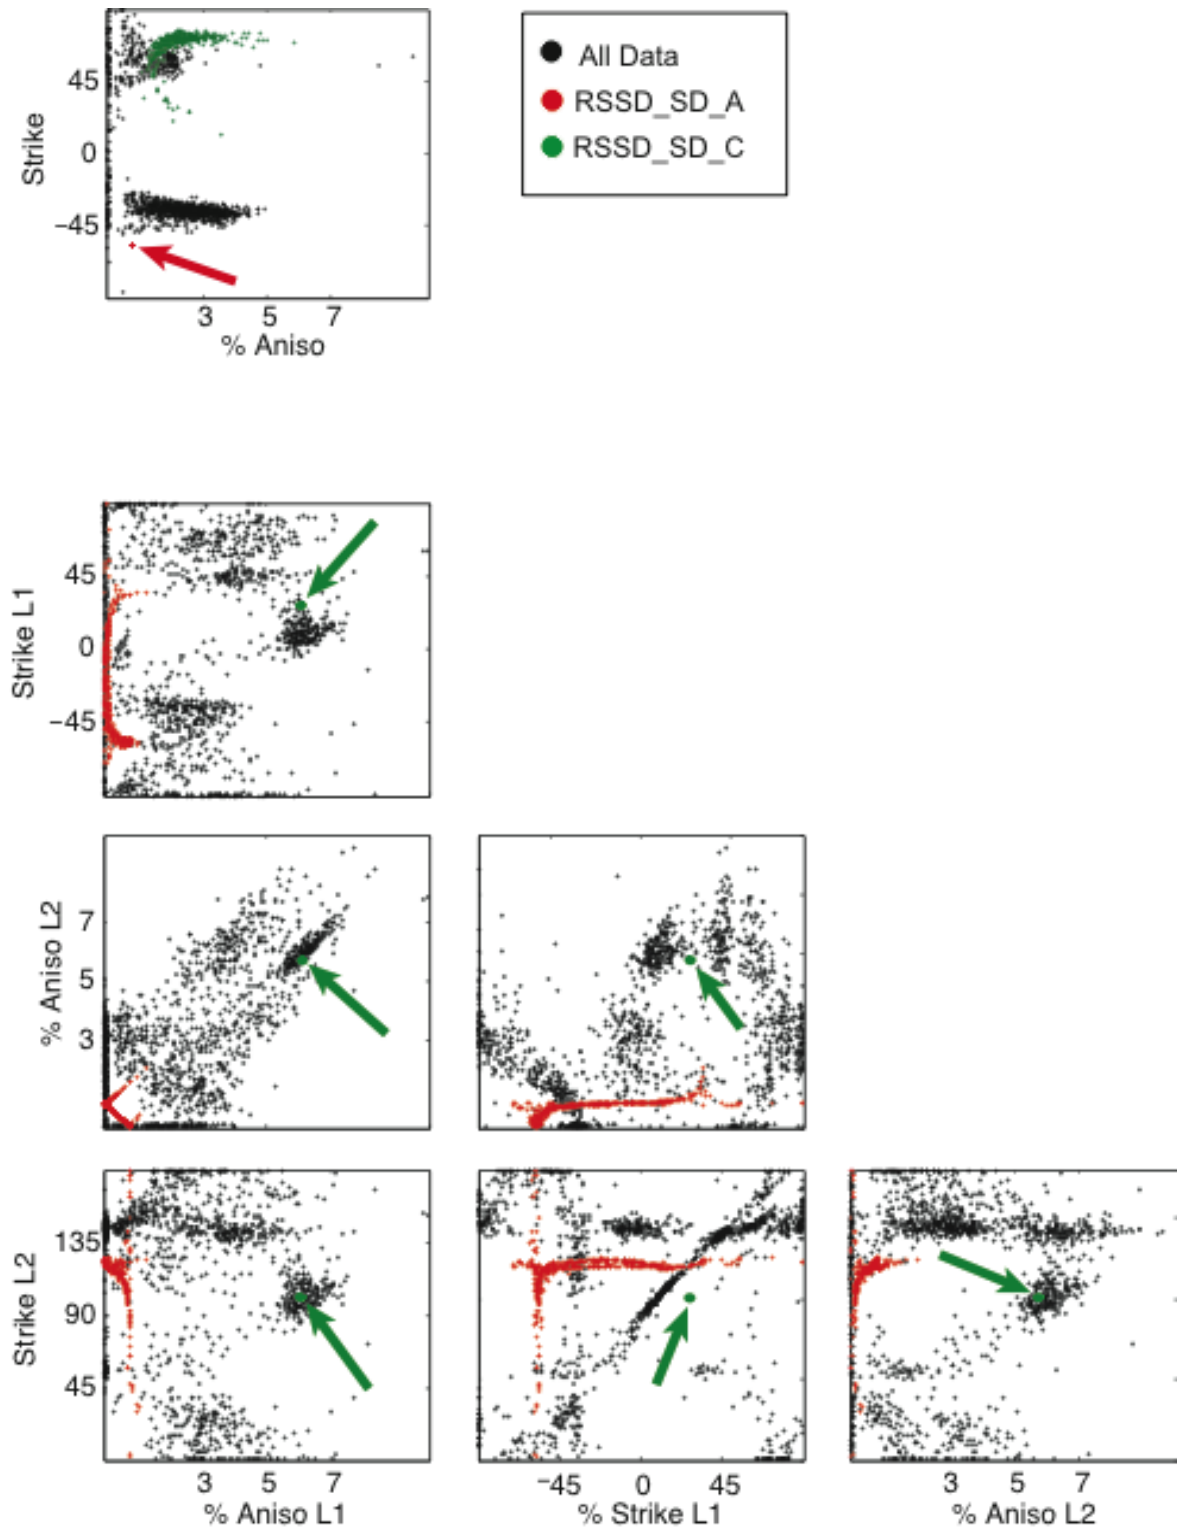 All Data
RSSD_SD_A
RSSD_SD_C
Strike
45
0
−45
3 5 7
% Aniso
Strike L1
45
0
−45
% Aniso L2
7
5
3
Strike L2
135
90
45
3 5 7
% Aniso L1
−45 0 45
% Strike L1
3 5 7
% Aniso L2